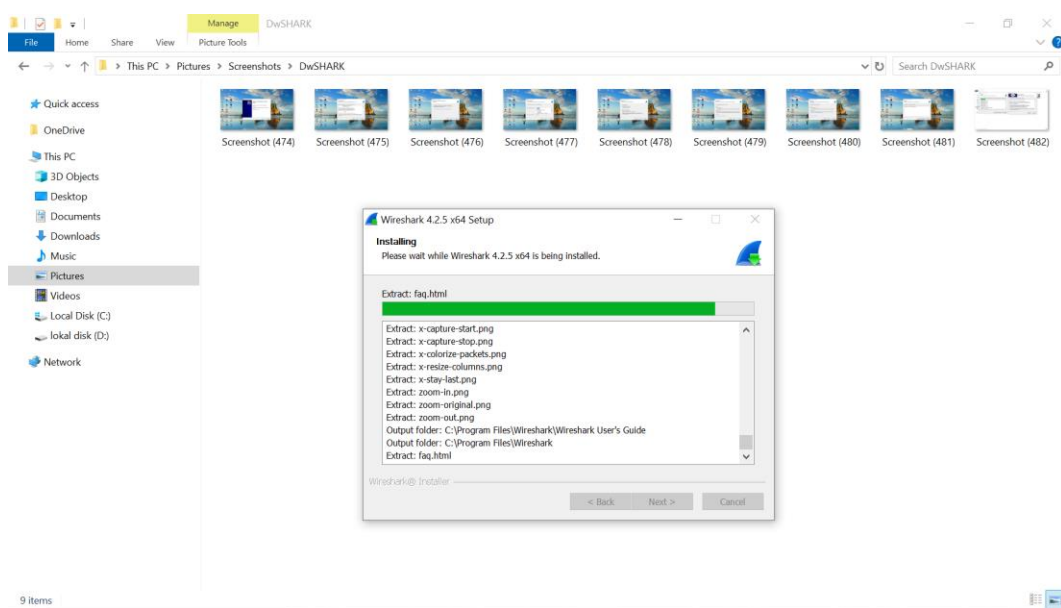 Manage
DwSHARK
File
Home
Share
View
Picture Tools
This PC > Pictures > Screenshots > DwSHARK
Search DwSHARK
Quick access
OneDrive
This PC
3D Objects
Desktop
Documents
Downloads
Music
Pictures
Videos
Local Disk (C:)
lokal disk (D:)
Network
Screenshot (474)
Screenshot (475)
Screenshot (476)
Screenshot (477)
Screenshot (478)
Screenshot (479)
Screenshot (480)
Screenshot (481)
Screenshot (482)
Wireshark 4.2.5 x64 Setup
Installing
Please wait while Wireshark 4.2.5 x64 is being installed.
Extract: faq.html
Extract: x-capture-start.png
Extract: x-capture-stop.png
Extract: x-colorize-packets.png
Extract: x-resize-columns.png
Extract: x-stay-last.png
Extract: zoom-in.png
Extract: zoom-original.png
Extract: zoom-out.png
Output folder: C:\Program Files\Wireshark\Wireshark User's Guide
Output folder: C:\Program Files\Wireshark
Extract: faq.html
Wireshark® Installer
< Back
Next >
Cancel
9 items